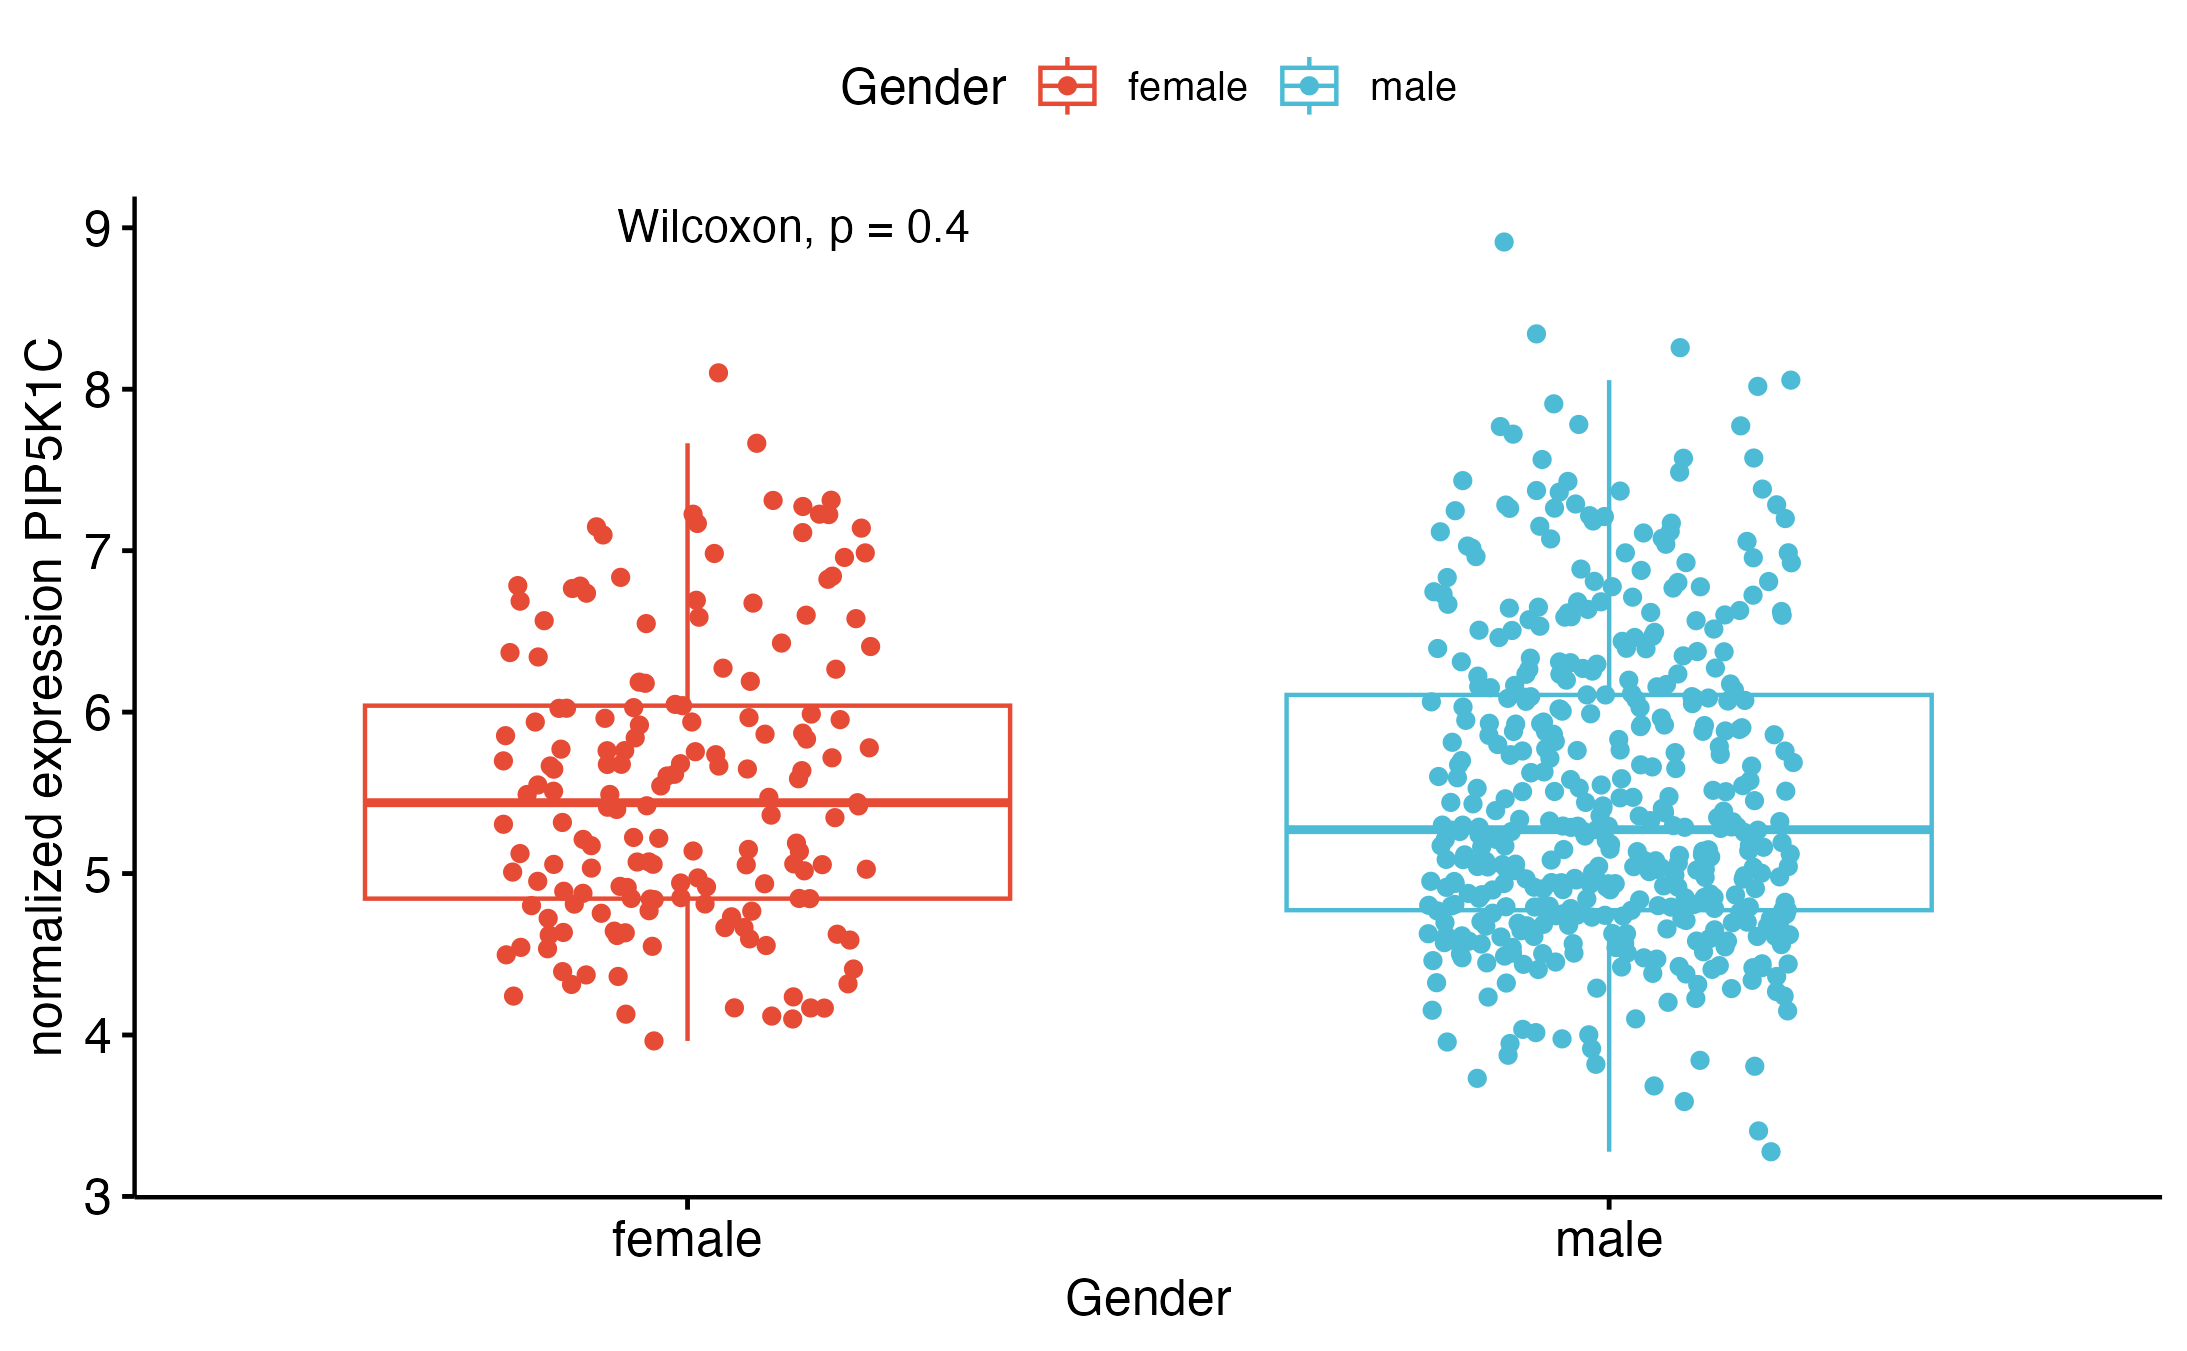 Gender female male
Wilcoxon, p = 0.4
normalized expression PIP5K1C
9
8
7
6
5
4
3
female male
Gender